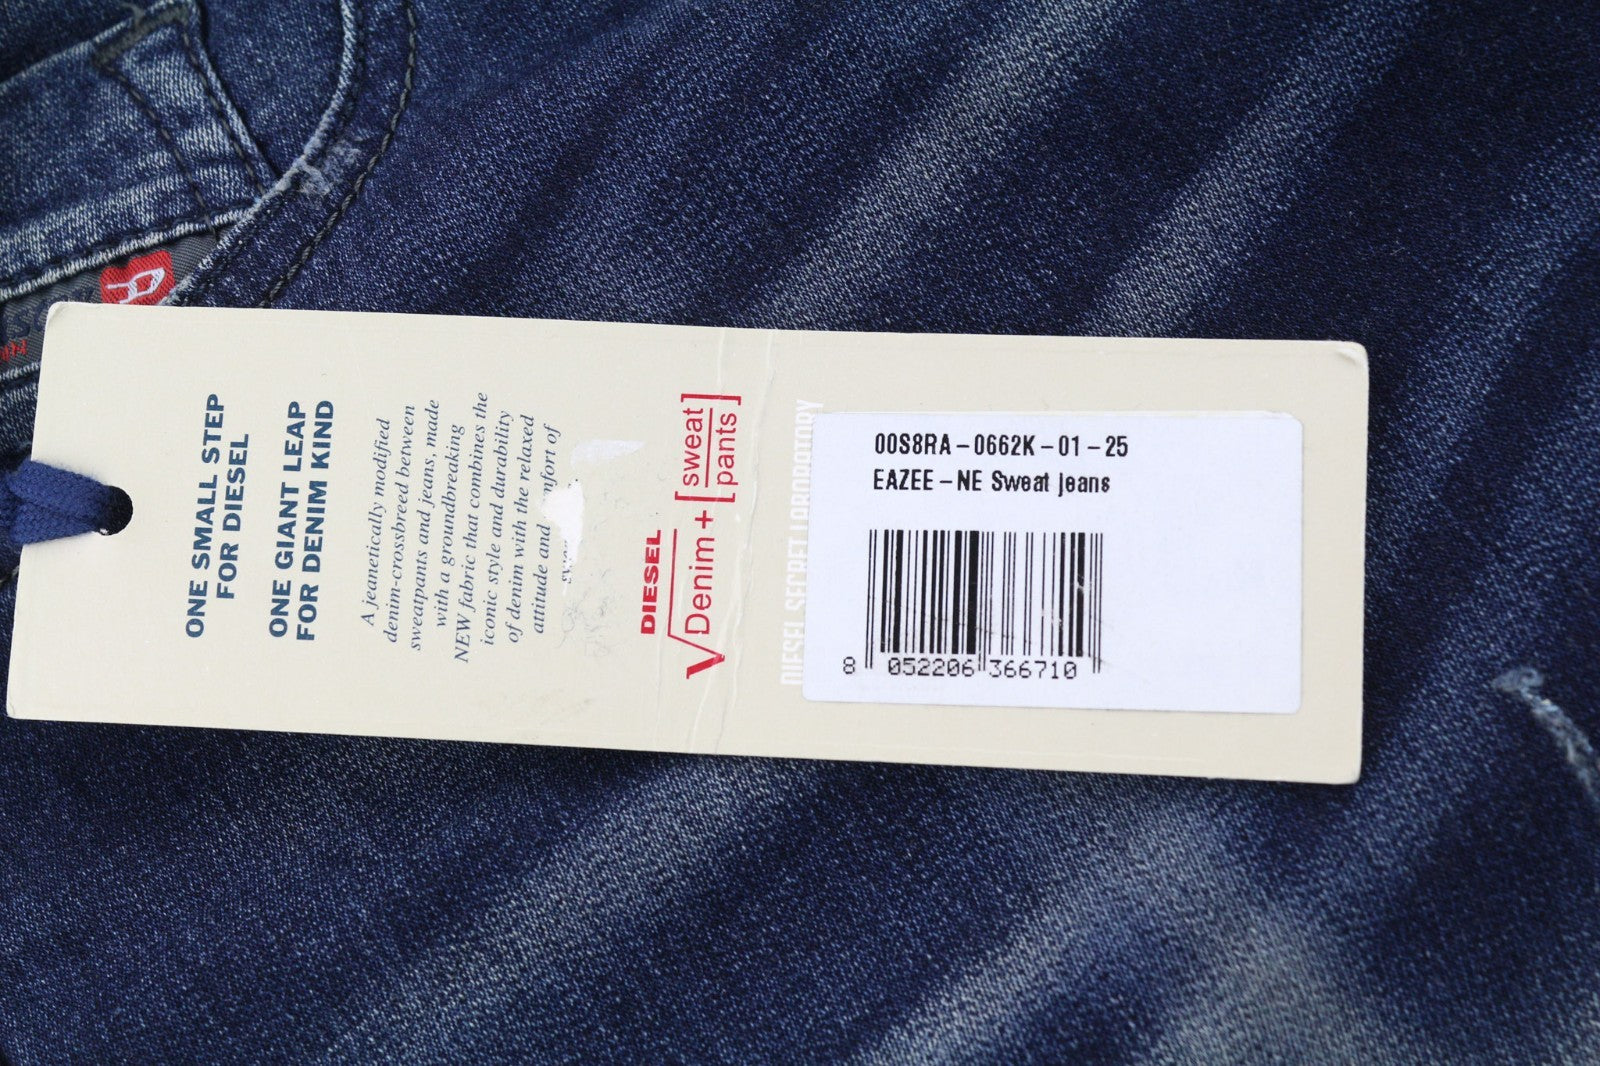 ONE SMALL STEP
FOR DIESEL
ONE GIANT LEAP
FOR DENIM KIND
A jeanetically modified
denim-crossbreed between
sweatpants and jeans, made
with a groundbreaking
NEW fabric that combines the
iconic style and durability
of denim with the relaxed
attitude and of
DIESEL
√Denim + [sweat
pants]
DIESEL SECRET LABORATORY
00S8RA-0662K-01-25
EAZEE-NE Sweat jeans
8 052206 366710